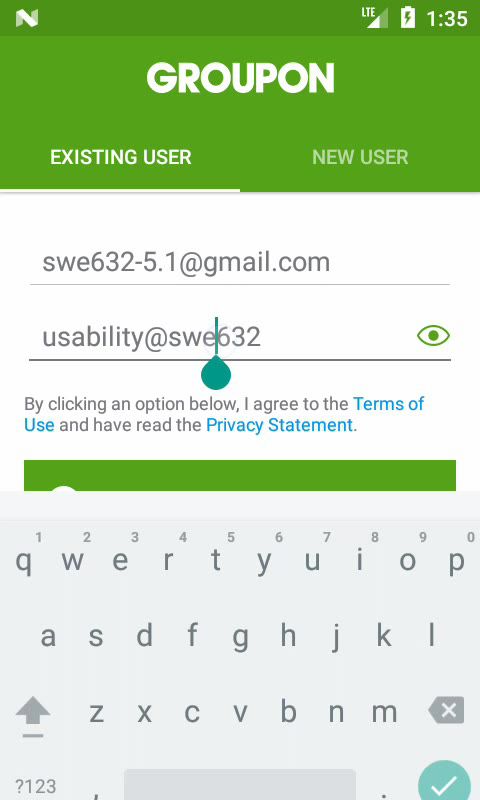 LTE 1:35
GROUPON
EXISTING USER NEW USER
swe632-5.1@gmail.com
usability@swe632
By clicking an option below, I agree to the Terms of
Use and have read the Privacy Statement.
1 2 3 4 5 6 7 8 9 0
q w e r t y u i o p
a s d f g h j k l
z x c v b n m
?123 , .